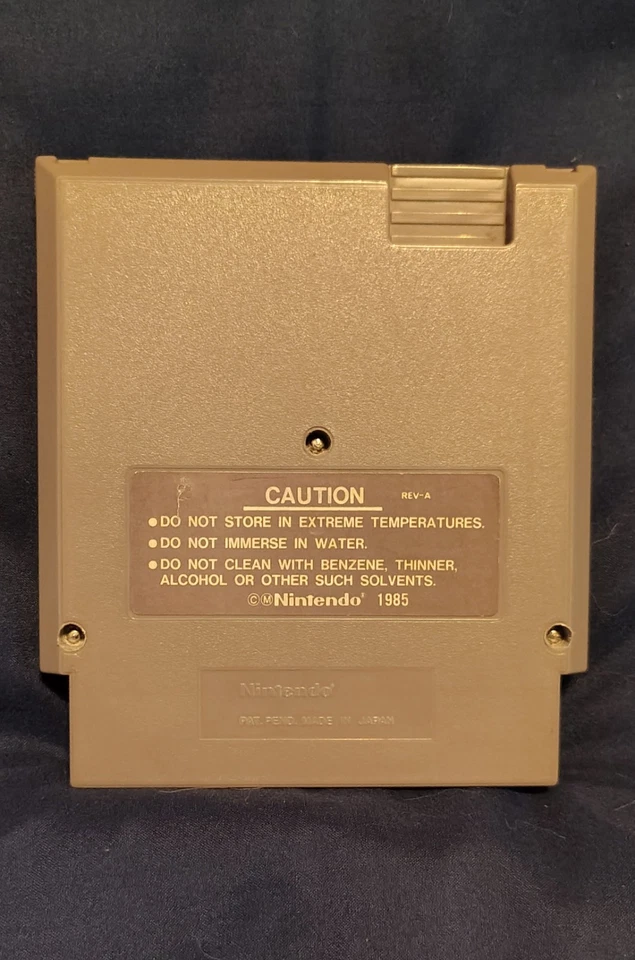 CAUTION REV-A
●DO NOT STORE IN EXTREME TEMPERATURES.
●DO NOT IMMERSE IN WATER.
●DO NOT CLEAN WITH BENZENE, THINNER,
ALCOHOL OR OTHER SUCH SOLVENTS.
©ⓂNintendo® 1985
Nintendo®
PAT. PEND. MADE IN JAPAN